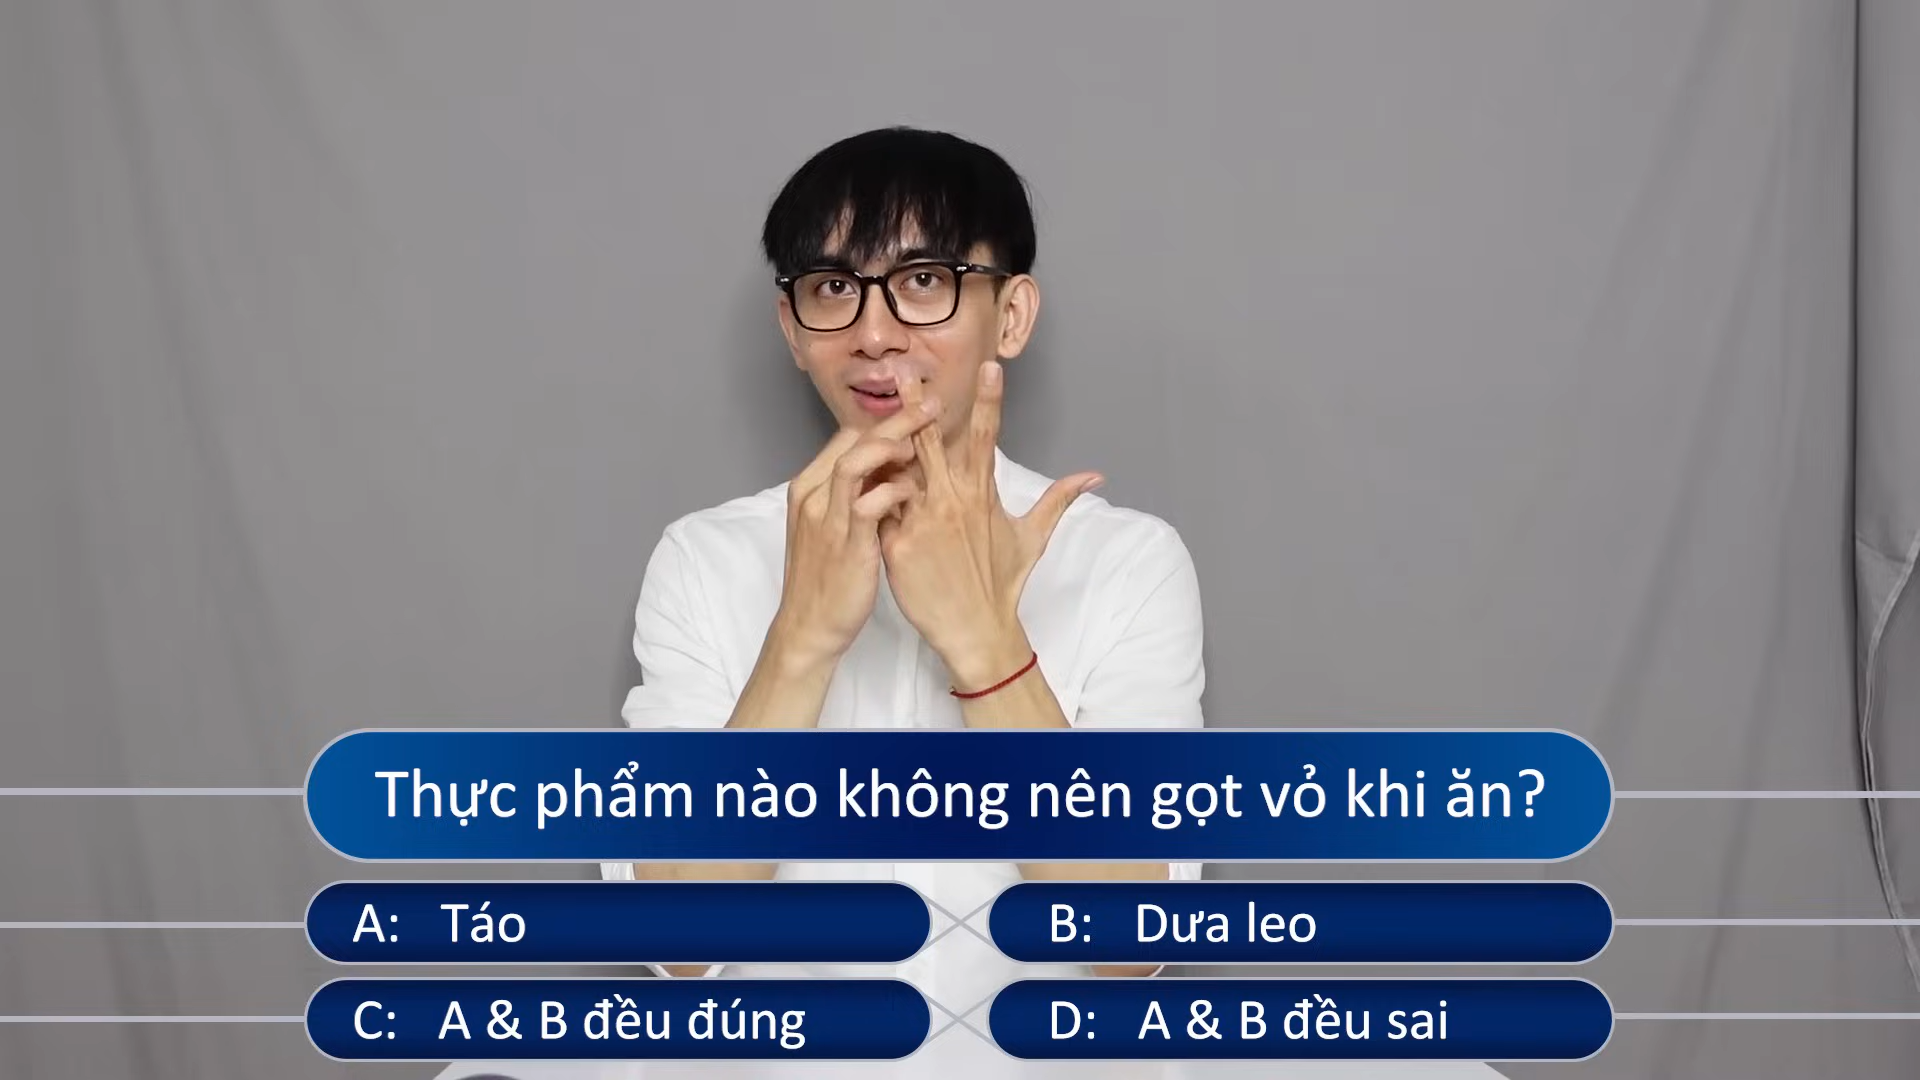 Thực phẩm nào không nên gọt vỏ khi ăn?
A: Táo
B: Dưa leo
C: A & B đều đúng
D: A & B đều sai